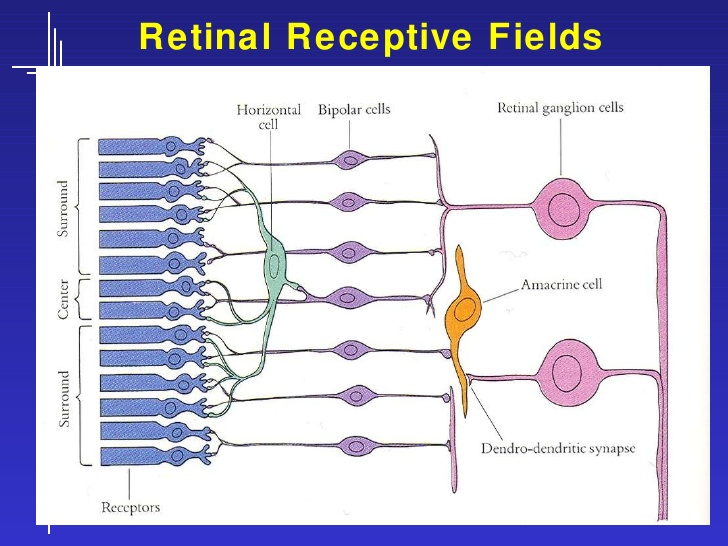 Retinal Receptive Fields
Horizontal
cell
Bipolar cells
Retinal ganglion cells
Surround
Center
Surround
Amacrine cell
Dendro-dendritic synapse
Receptors